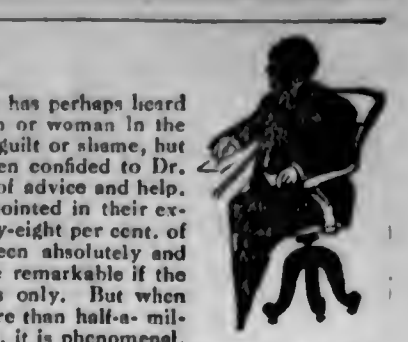 has perhaps heard
or woman in the
guilt or shame, but
en confided to Dr.
of advice and help.
ointed in their ex-
y-eight per cent. of
een absolutely and
remarkable if the
only. But when
re than half-a- mil-
it is phenomenal.